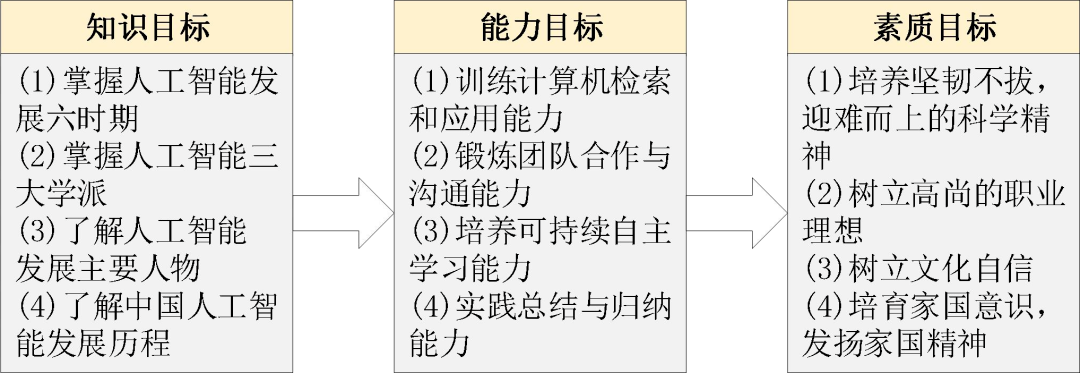 知识目标
(1)掌握人工智能发
展六时期
(2)掌握人工智能三
大学派
(3)了解人工智能
发展主要人物
(4)了解中国人工智
能发展历程
能力目标
(1)训练计算机检索
和应用能力
(2)锻炼团队合作与
沟通能力
(3)培养可持续自主
学习能力
(4)实践总结与归纳
能力
素质目标
(1)培养坚韧不拔，
迎难而上的科学精
神
(2)树立高尚的职业
理想
(3)树立文化自信
(4)培育家国意识，
发扬家国精神